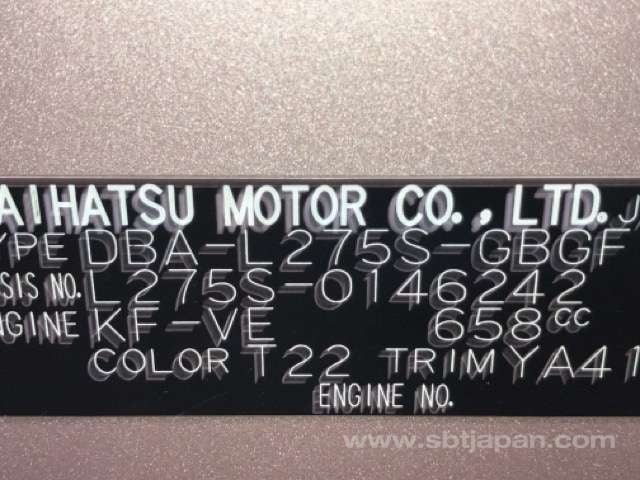 AIHATSU MOTOR CO., LTD. J
YPE DBA-L275S-GBGF
SIS NO. L275S-0146242
NGINE KF-VE 658CC
COLOR T22 TRIM YA41
ENGINE NO.
www.sbtjapan.com